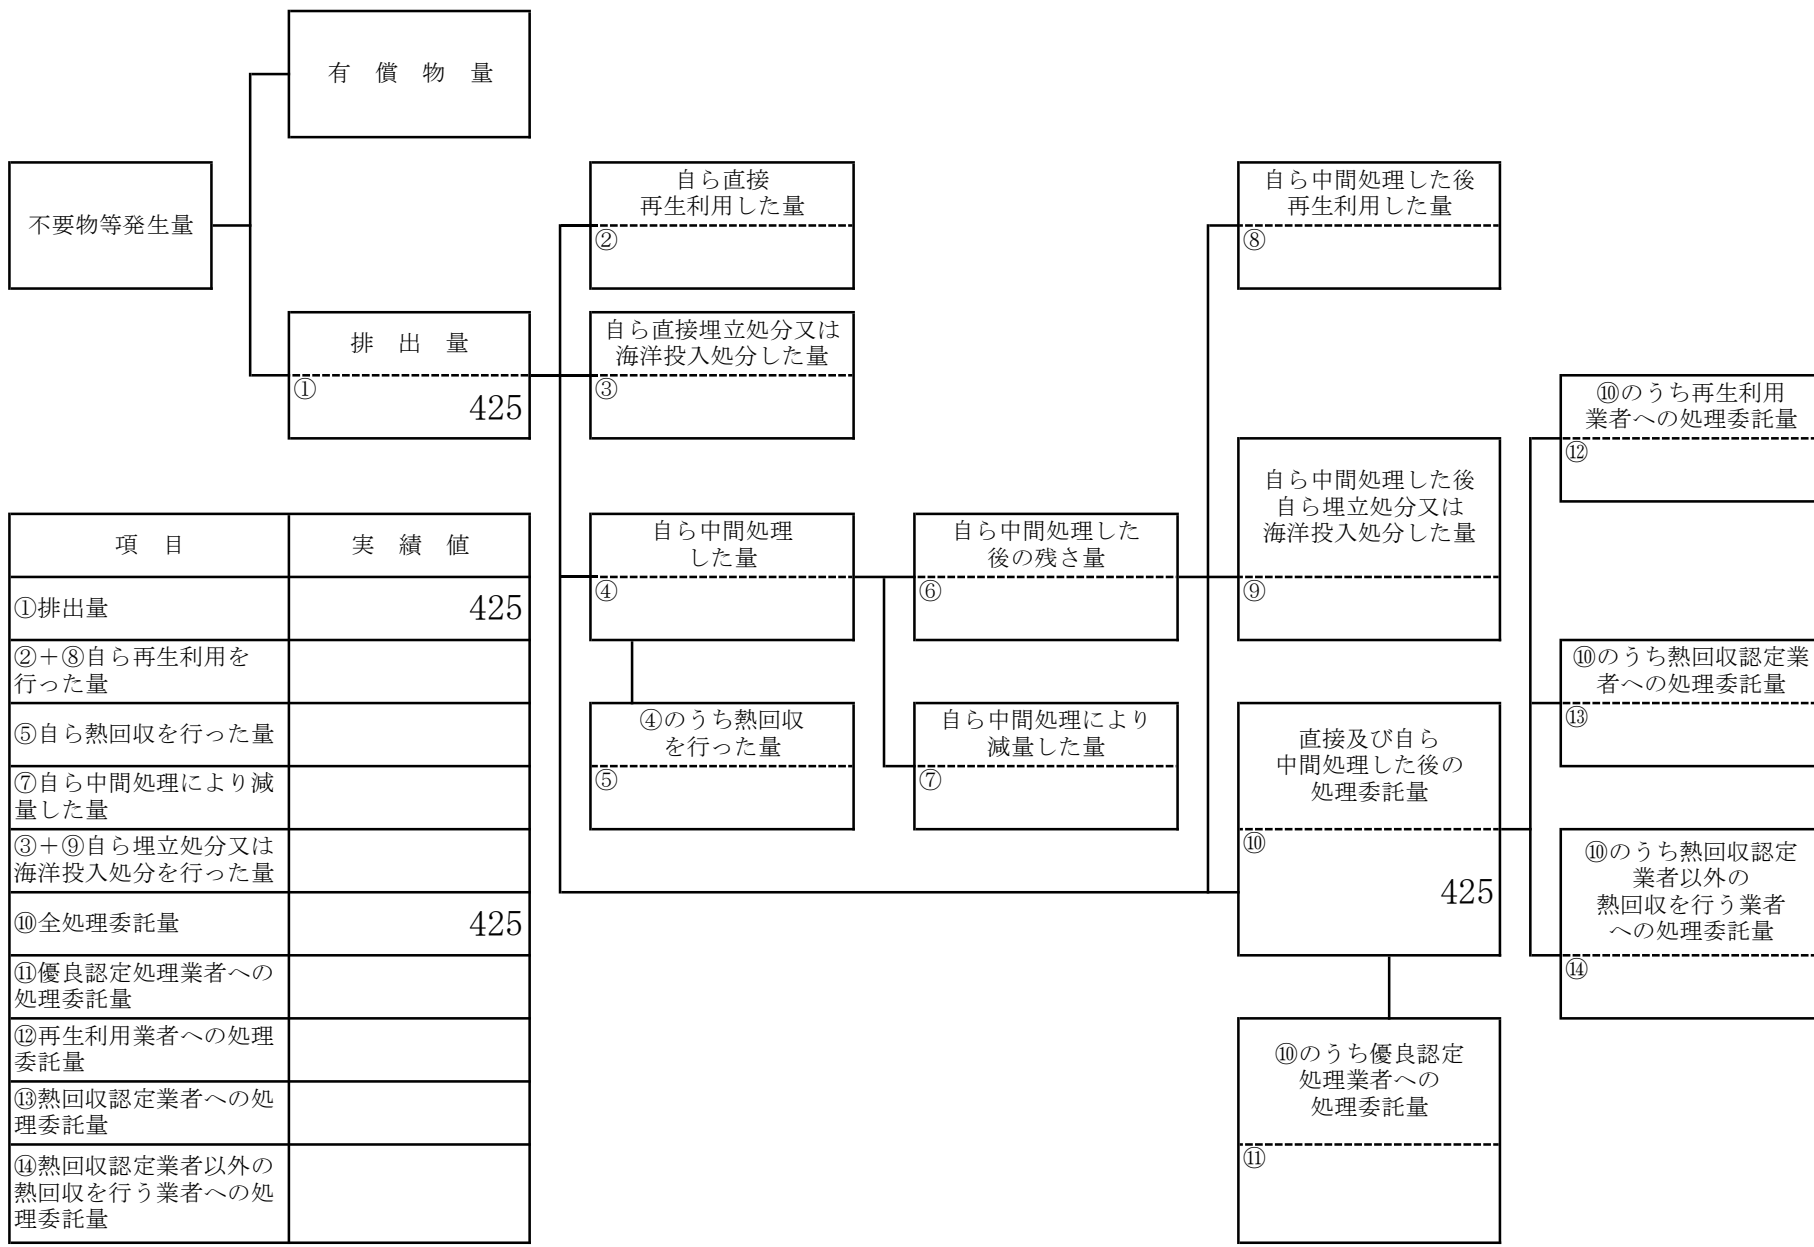 有償物量
不要物等発生量
排出量
①
425
自ら直接
再生利用した量
②
自ら直接埋立処分又は
海洋投入処分した量
③
自ら中間処理
した量
④
④のうち熱回収
を行った量
⑤
自ら中間処理した
後の残さ量
⑥
自ら中間処理により
減量した量
⑦
自ら中間処理した後
再生利用した量
⑧
自ら中間処理した後
自ら埋立処分又は
海洋投入処分した量
⑨
直接及び自ら
中間処理した後の
処理委託量
⑩
425
⑩のうち優良認定
処理業者への
処理委託量
⑪
⑩のうち再生利用
業者への処理委託量
⑫
⑩のうち熱回収認定業
者への処理委託量
⑬
⑩のうち熱回収認定
業者以外の
熱回収を行う業者
への処理委託量
⑭
項目 実績値
①排出量 425
②＋⑧自ら再生利用を
行った量
⑤自ら熱回収を行った量
⑦自ら中間処理により減
量した量
③＋⑨自ら埋立処分又は
海洋投入処分を行った量
⑩全処理委託量 425
⑪優良認定処理業者への
処理委託量
⑫再生利用業者への処理
委託量
⑬熱回収認定業者への処
理委託量
⑭熱回収認定業者以外の
熱回収を行う業者への処
理委託量